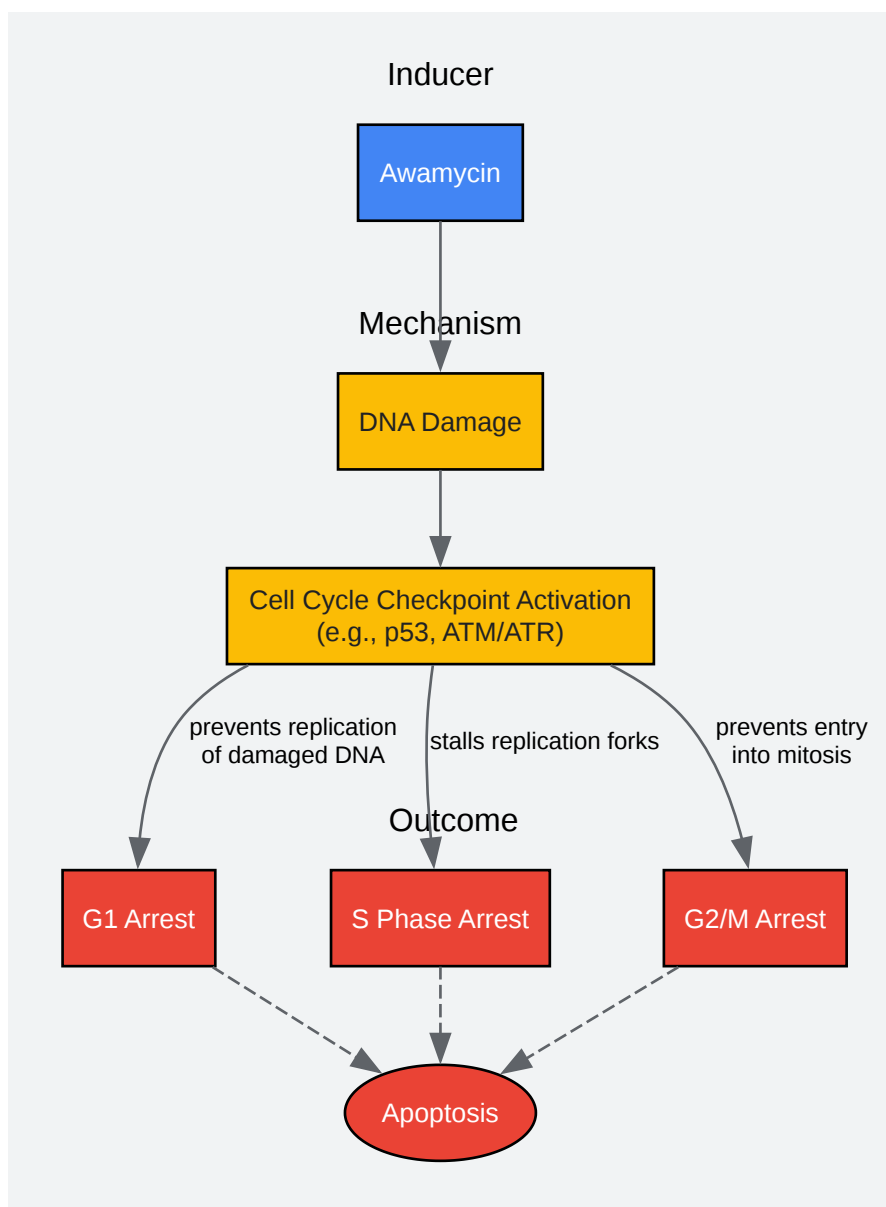 Inducer
Awamycin
Mechanism
DNA Damage
Cell Cycle Checkpoint Activation
(e.g., p53, ATM/ATR)
prevents replication
of damaged DNA
stalls replication forks
prevents entry
into mitosis
Outcome
G1 Arrest
S Phase Arrest
G2/M Arrest
Apoptosis